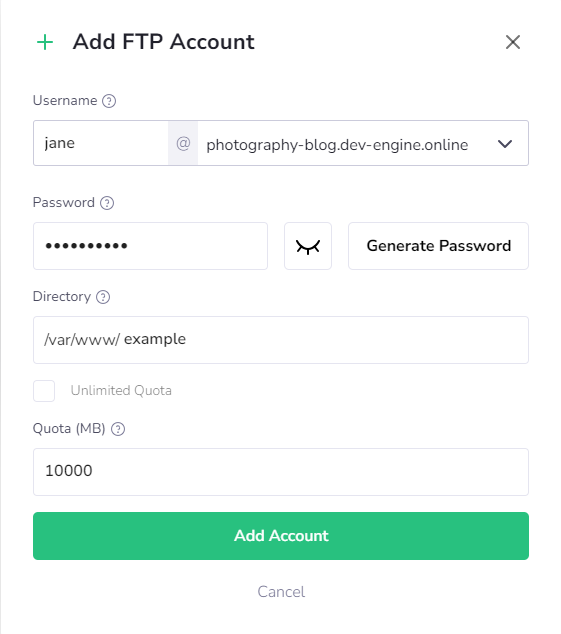 Add FTP Account
Username
jane @ photography-blog.dev-engine.online
Password
•••••••••• Generate Password
Directory
/var/www/ example
Unlimited Quota
Quota (MB)
10000
Add Account
Cancel